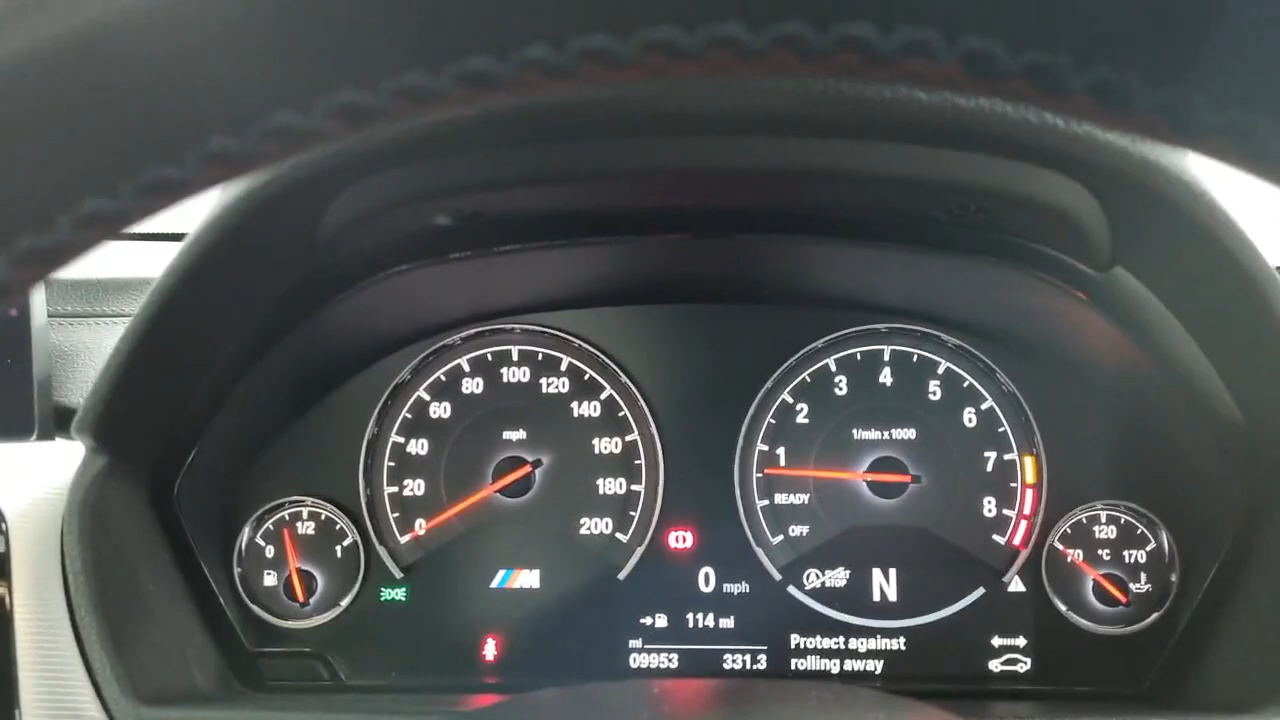 100
80
120
60
140
mph
40
160
20
180
0
200
4
3
5
2
6
1/min x 1000
1
7
READY
8
OFF
1/2
0
1
120
70
°C
170
M
START
STOP
N
0 mph
114 mi
mi
09953 331.3
Protect against
rolling away